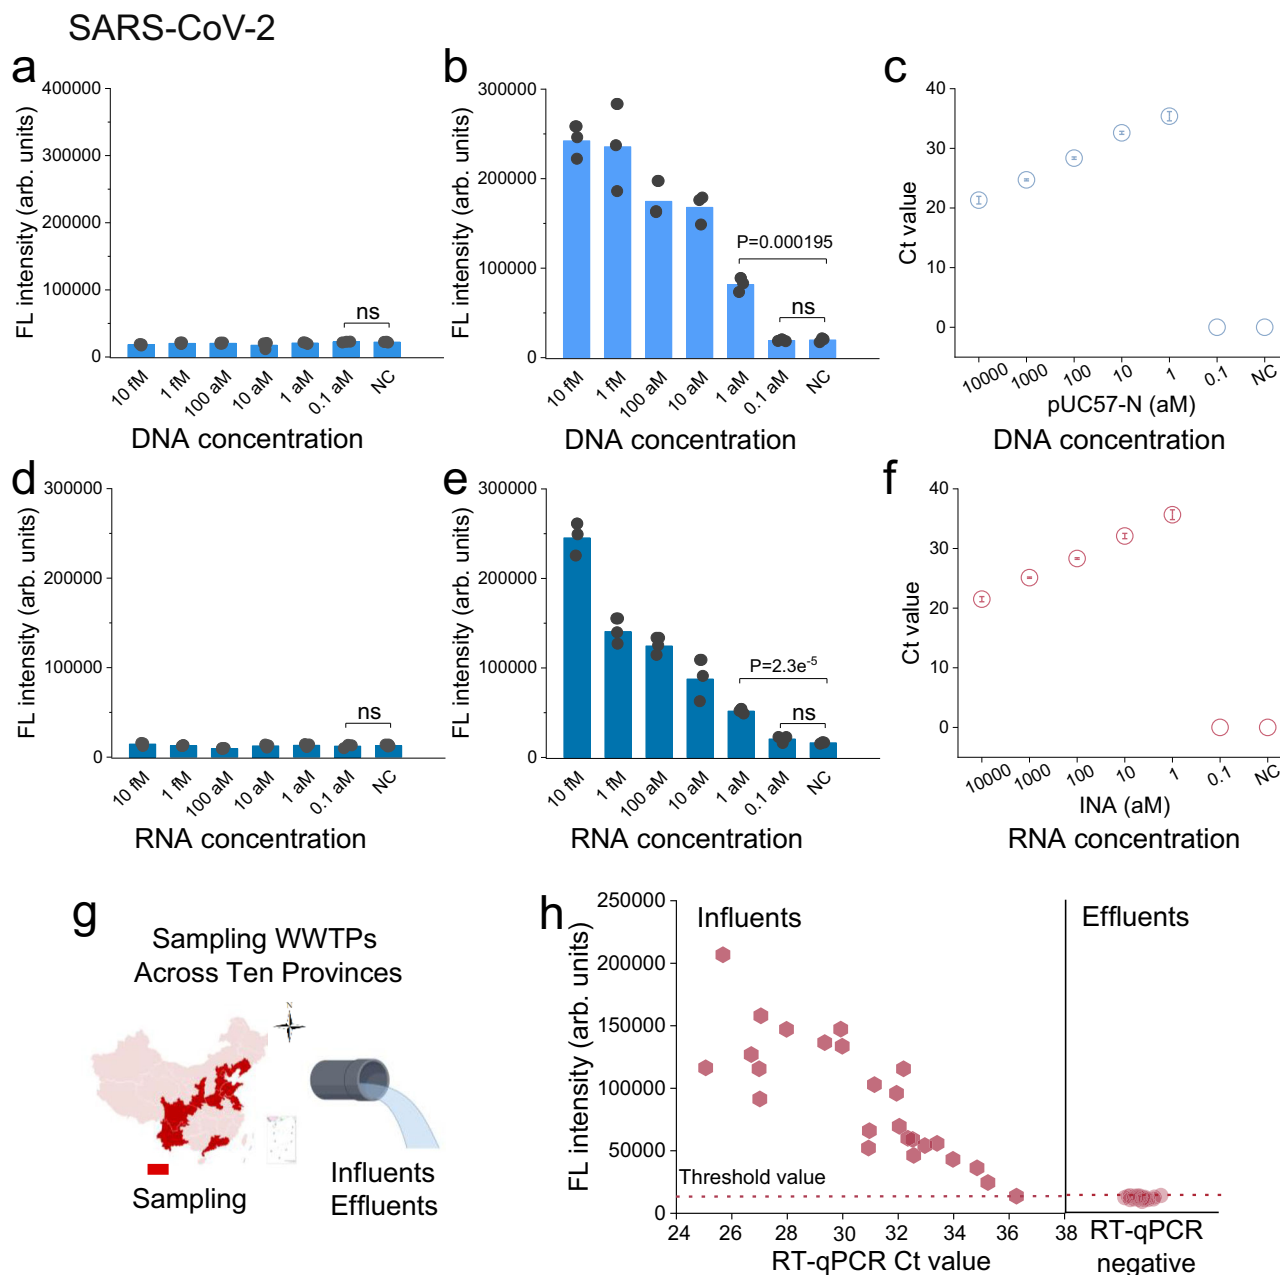 SARS-CoV-2
a
FL intensity (arb. units)
400000
300000
200000
100000
0
ns
10 fM
1 fM
100 aM
10 aM
1 aM
0.1 aM
NC
DNA concentration
b
FL intensity (arb. units)
300000
200000
100000
0
P=0.000195
ns
10 fM
1 fM
100 aM
10 aM
1 aM
0.1 aM
NC
DNA concentration
c
Ct value
40
30
20
10
0
10000
1000
100
10
1
0.1
NC
pUC57-N (aM)
DNA concentration
d
FL intensity (arb. units)
300000
200000
100000
0
ns
10 fM
1 fM
100 aM
10 aM
1 aM
0.1 aM
NC
RNA concentration
e
FL intensity (arb. units)
300000
200000
100000
0
P=2.3e-5
ns
10 fM
1 fM
100 aM
10 aM
1 aM
0.1 aM
NC
RNA concentration
f
Ct value
40
30
20
10
0
10000
1000
100
10
1
0.1
NC
INA (aM)
RNA concentration
g
Sampling WWTPs
Across Ten Provinces
N
Sampling
Influents
Effluents
h
FL intensity (arb. units)
250000
200000
150000
100000
50000
0
Influents
Effluents
Threshold value
24 26 28 30 32 34 36 38
RT-qPCR Ct value
RT-qPCR
negative